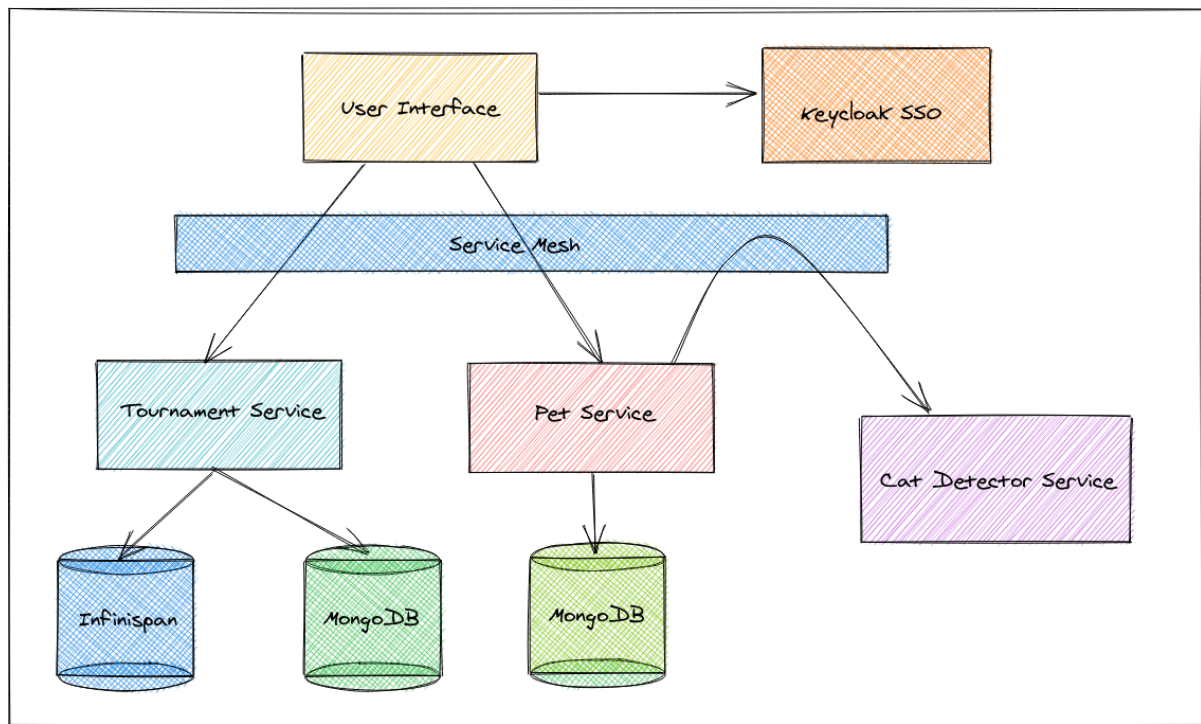 User Interface
Keycloak SSO
Service Mesh
Tournament Service
Pet Service
Cat Detector Service
Infinispan
MongoDB
MongoDB